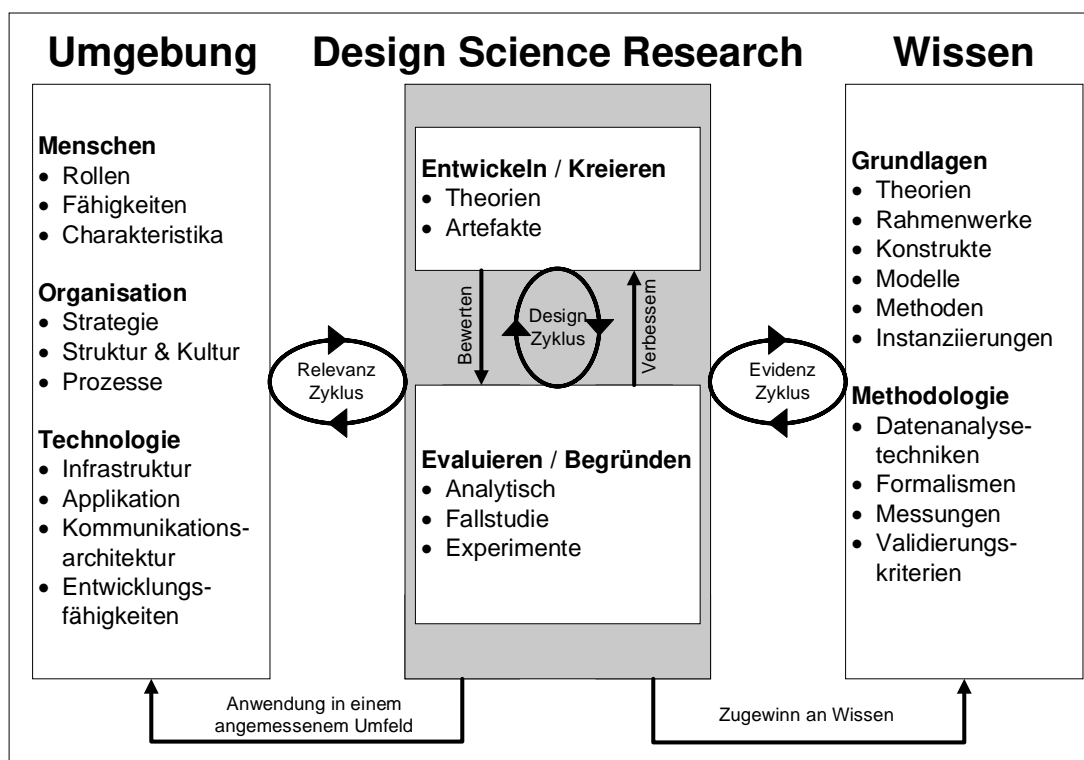 Umgebung
Menschen
• Rollen
• Fähigkeiten
• Charakteristika
Organisation
• Strategie
• Struktur & Kultur
• Prozesse
Technologie
• Infrastruktur
• Applikation
• Kommunikations-
architektur
• Entwicklungs-
fähigkeiten
Relevanz
Zyklus
Design Science Research
Entwickeln / Kreieren
• Theorien
• Artefakte
Bewerten
Design
Zyklus
Verbessern
Evaluieren / Begründen
• Analytisch
• Fallstudie
• Experimente
Evidenz
Zyklus
Wissen
Grundlagen
• Theorien
• Rahmenwerke
• Konstrukte
• Modelle
• Methoden
• Instanziierungen
Methodologie
• Datenanalyse-
techniken
• Formalismen
• Messungen
• Validierungs-
kriterien
Anwendung in einem
angemessenem Umfeld
Zugewinn an Wissen